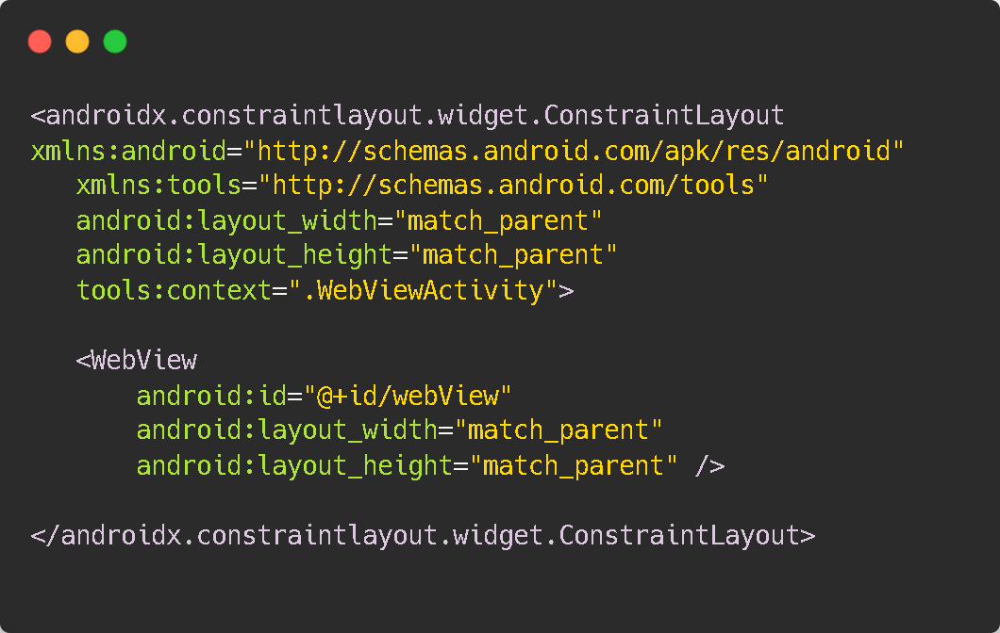 <androidx.constraintlayout.widget.ConstraintLayout
xmlns:android="http://schemas.android.com/apk/res/android"
   xmlns:tools="http://schemas.android.com/tools"
   android:layout_width="match_parent"
   android:layout_height="match_parent"
   tools:context=".WebViewActivity">

   <WebView
       android:id="@+id/webView"
       android:layout_width="match_parent"
       android:layout_height="match_parent" />

</androidx.constraintlayout.widget.ConstraintLayout>